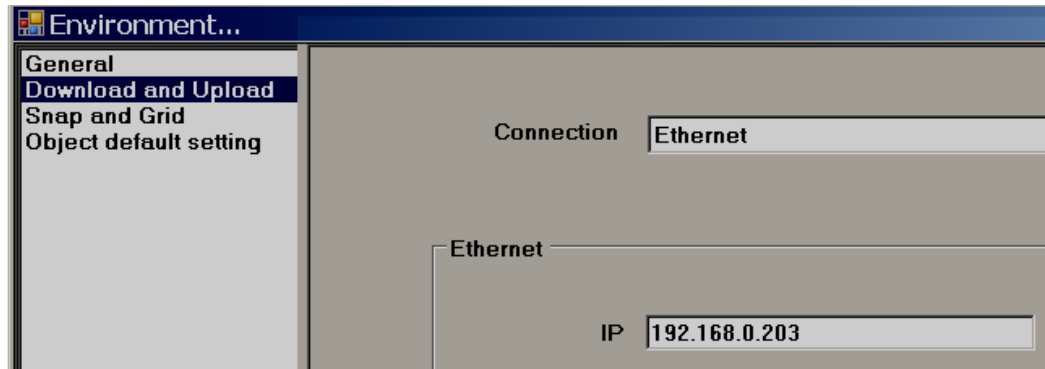 Environment...
General
Download and Upload
Snap and Grid
Object default setting
Connection
Ethernet
Ethernet
IP
192.168.0.203